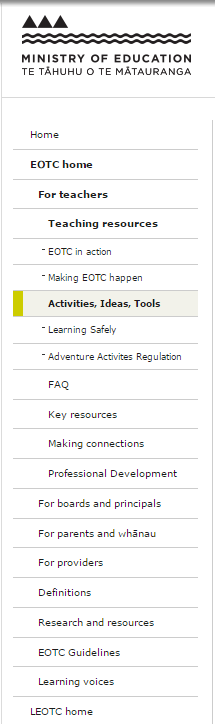 MINISTRY OF EDUCATION
TE TĀHUHU O TE MĀTAURANGA
Home
EOTC home
For teachers
Teaching resources
- EOTC in action
- Making EOTC happen
Activities, Ideas, Tools
- Learning Safely
- Adventure Activites Regulation
FAQ
Key resources
Making connections
Professional Development
For boards and principals
For parents and whānau
For providers
Definitions
Research and resources
EOTC Guidelines
Learning voices
LEOTC home